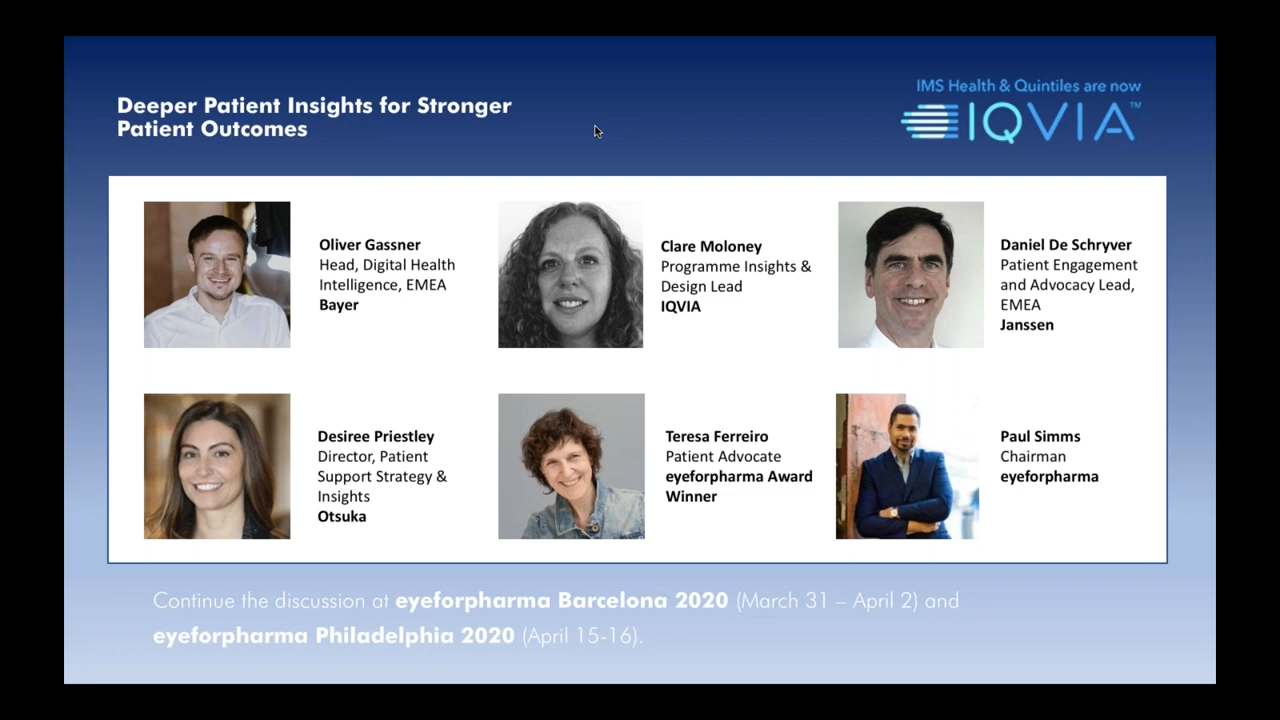 Deeper Patient Insights for Stronger
Patient Outcomes
IMS Health & Quintiles are now
IQVIA™
Oliver Gassner
Head, Digital Health
Intelligence, EMEA
Bayer
Clare Moloney
Programme Insights &
Design Lead
IQVIA
Daniel De Schryver
Patient Engagement
and Advocacy Lead,
EMEA
Janssen
Desiree Priestley
Director, Patient
Support Strategy &
Insights
Otsuka
Teresa Ferreiro
Patient Advocate
eyeforpharma Award
Winner
Paul Simms
Chairman
eyeforpharma
Continue the discussion at eyeforpharma Barcelona 2020 (March 31 – April 2) and
eyeforpharma Philadelphia 2020 (April 15-16).